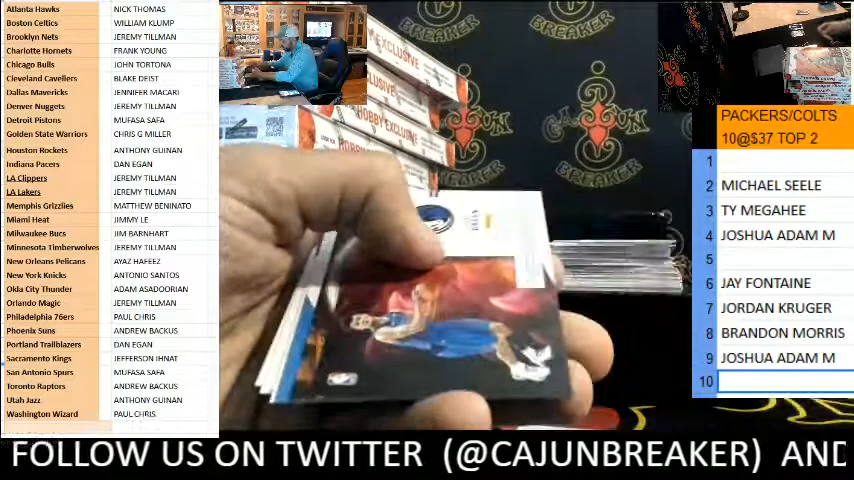 Atlanta Hawks NICK THOMAS
Boston Celtics WILLIAM KLUMP
Brooklyn Nets JEREMY TILLMAN
Charlotte Hornets FRANK YOUNG
Chicago Bulls JOHN TORTONA
Cleveland Caveliers BLAKE DEIST
Dallas Mavericks JENNIFER MACARI
Denver Nuggets JEREMY TILLMAN
Detroit Pistons MUFASA SAFA
Golden State Warriors CHRIS G MILLER
Houston Rockets ANTHONY GUINAN
Indiana Pacers DAN EGAN
LA Clippers JEREMY TILLMAN
LA Lakers JEREMY TILLMAN
Memphis Grizzlies MATTHEW BENINATO
Miami Heat JIMMY LE
Milwaukee Bucs JIM BARNHART
Minnesota Timberwolves JEREMY TILLMAN
New Orleans Pelicans AYAZ HAFEEZ
New York Knicks ANTONIO SANTOS
Okla City Thunder ADAM ASADOORIAN
Orlando Magic JEREMY TILLMAN
Philadelphia 76ers PAUL CHRIS
Phoenix Suns ANDREW BACKUS
Portland Trailblazers DAN EGAN
Sacramento Kings JEFFERSON IHNAT
San Antonio Spurs MUFASA SAFA
Toronto Raptors ANDREW BACKUS
Utah Jazz ANTHONY GUINAN
Washington Wizard PAUL CHRIS
BREAKER
BREAKER
EXCLUSIVE
EXCLUSIVE
HOBBY EXCLUSIVE
CAJUN
BREAKER
PACKERS/COLTS
10@$37 TOP 2
1
2 MICHAEL SEELE
3 TY MEGAHEE
4 JOSHUA ADAM M
5
6 JAY FONTAINE
7 JORDAN KRUGER
8 BRANDON MORRIS
9 JOSHUA ADAM M
10
FOLLOW US ON TWITTER (@CAJUNBREAKER) AND